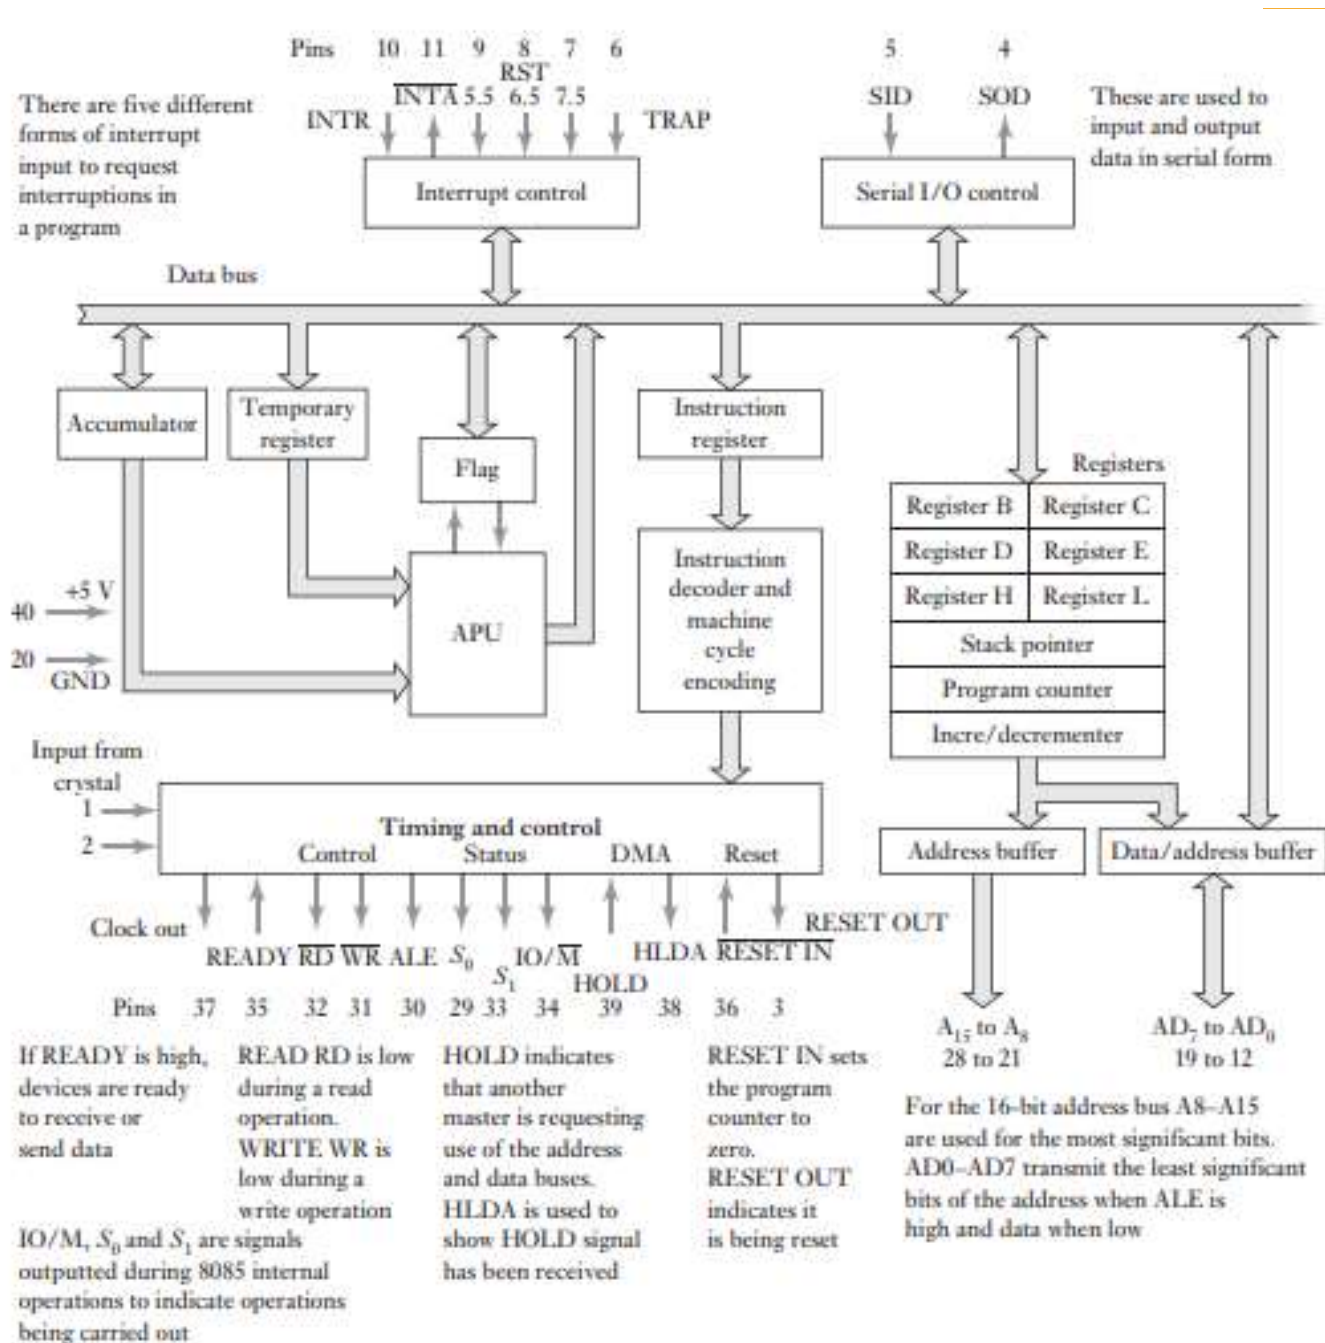 Pins 10 11 9 8 7 6 5 4
RST
INTA 5.5 6.5 7.5
INTR
TRAP
SID SOD
There are five different
forms of interrupt
input to request
interruptions in
a program
These are used to
input and output
data in serial form
Interrupt control
Serial I/O control
Data bus
Accumulator
Temporary
register
Flag
Instruction
register
Registers
Register B Register C
Register D Register E
Register H Register L
Stack pointer
Program counter
Incre/decrementer
Instruction
decoder and
machine
cycle
encoding
APU
+5 V
40
20
GND
Input from
crystal
1
2
Timing and control
Control Status DMA Reset
Address buffer Data/address buffer
Clock out
READY RD WR ALE S0 S1 IO/M HOLD HLDA RESET IN RESET OUT
Pins 37 35 32 31 30 29 33 34 39 38 36 3
A15 to A8
28 to 21
AD7 to AD0
19 to 12
If READY is high,
devices are ready
to receive or
send data
READ RD is low
during a read
operation.
WRITE WR is
low during a
write operation
HOLD indicates
that another
master is requesting
use of the address
and data buses.
HLDA is used to
show HOLD signal
has been received
RESET IN sets
the program
counter to
zero.
RESET OUT
indicates it
is being reset
For the 16-bit address bus A8–A15
are used for the most significant bits.
AD0–AD7 transmit the least significant
bits of the address when ALE is
high and data when low
IO/M, S0 and S1 are signals
outputted during 8085 internal
operations to indicate operations
being carried out